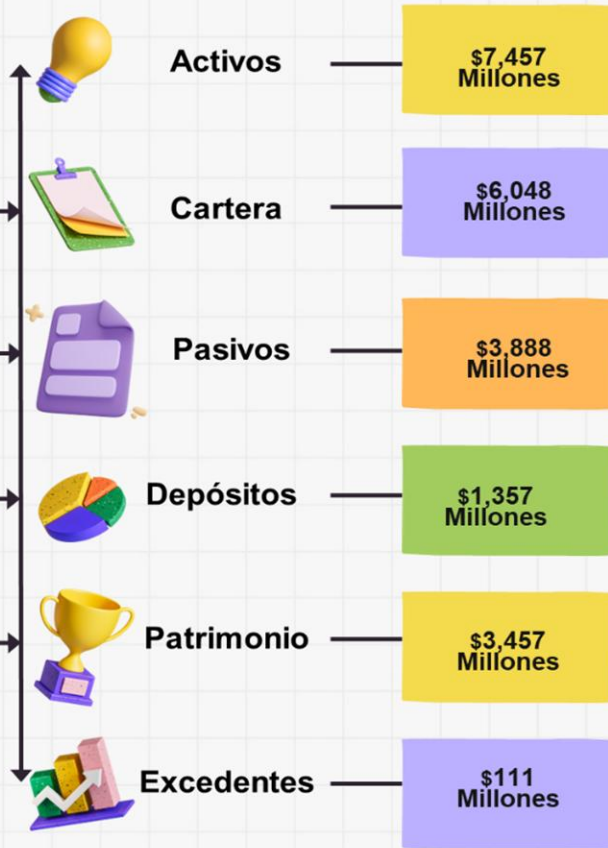 Activos
$7,457
Millones
Cartera
$6,048
Millones
Pasivos
$3,888
Millones
Depósitos
$1,357
Millones
Patrimonio
$3,457
Millones
Excedentes
$111
Millones